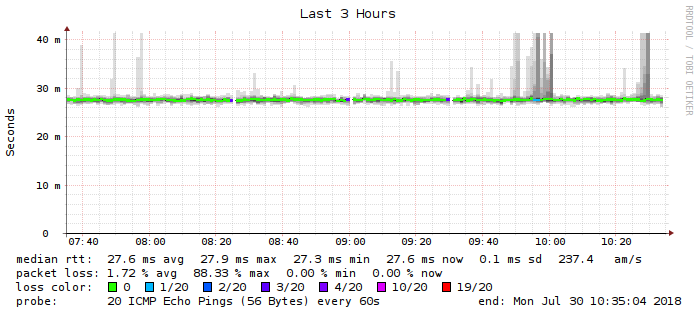 Last 3 Hours
RRDTOOL / TOBI OETIKER
Seconds
40 m
30 m
20 m
10 m
0
07:40 08:00 08:20 08:40 09:00 09:20 09:40 10:00 10:20
median rtt: 27.6 ms avg 27.9 ms max 27.3 ms min 27.6 ms now 0.1 ms sd 237.4 am/s
packet loss: 1.72 % avg 88.33 % max 0.00 % min 0.00 % now
loss color: 0 1/20 2/20 3/20 4/20 10/20 19/20
probe: 20 ICMP Echo Pings (56 Bytes) every 60s end: Mon Jul 30 10:35:04 2018